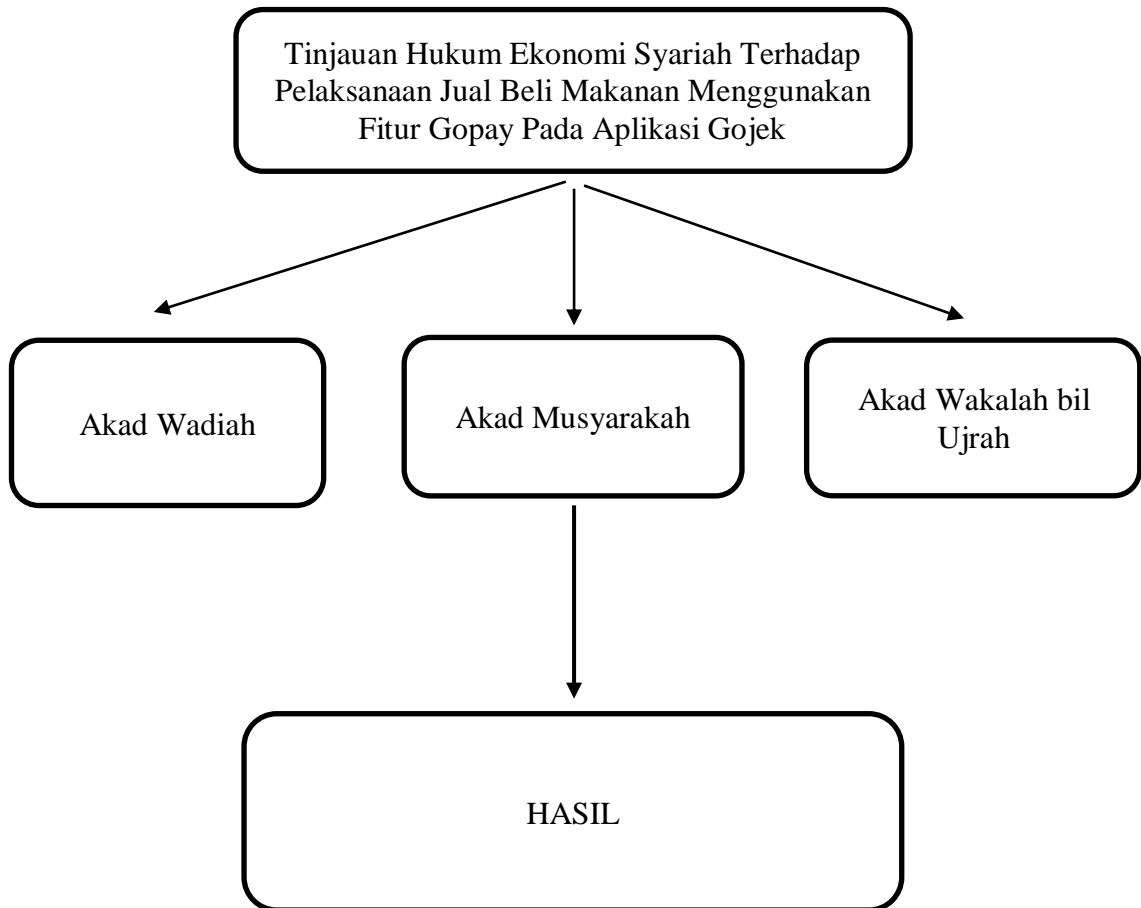 Tinjauan Hukum Ekonomi Syariah Terhadap
Pelaksanaan Jual Beli Makanan Menggunakan
Fitur Gopay Pada Aplikasi Gojek
Akad Wadiah
Akad Musyarakah
Akad Wakalah bil
Ujrah
HASIL